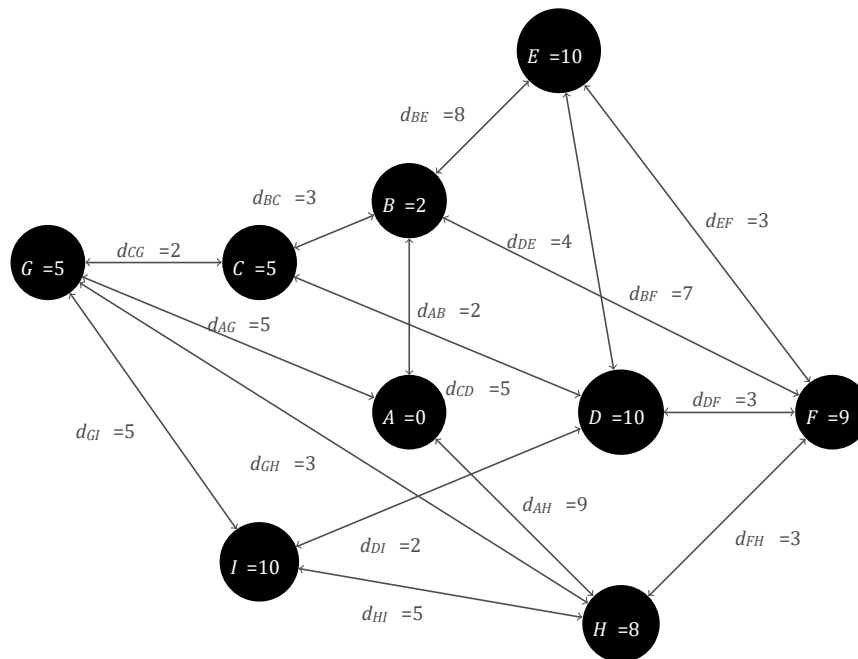 E =10
d_BE =8
d_BC =3
B =2
d_EF =3
d_CG =2
d_DE =4
G =5
C =5
d_BF =7
d_AG =5
d_AB =2
d_CD =5
d_DF =3
A =0
D =10
F =9
d_GI =5
d_GH =3
d_AH =9
d_DI =2
d_FH =3
I =10
d_HI =5
H =8